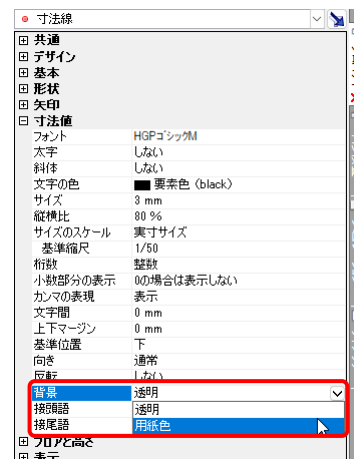 寸法線
共通
デザイン
基本
形状
矢印
寸法値
フォント HGPゴシックM
太字 しない
斜体 しない
文字の色 要素色 (black)
サイズ 3 mm
縦横比 80 %
サイズのスケール 実寸サイズ
基準縮尺 1/50
桁数 整数
小数部分の表示 0の場合は表示しない
カンマの表現 表示
文字間 0 mm
上下マージン 0 mm
基準位置 下
向き 通常
反転 しない
背景 透明
接頭語 透明
接尾語 用紙色
フロアと高さ
表示